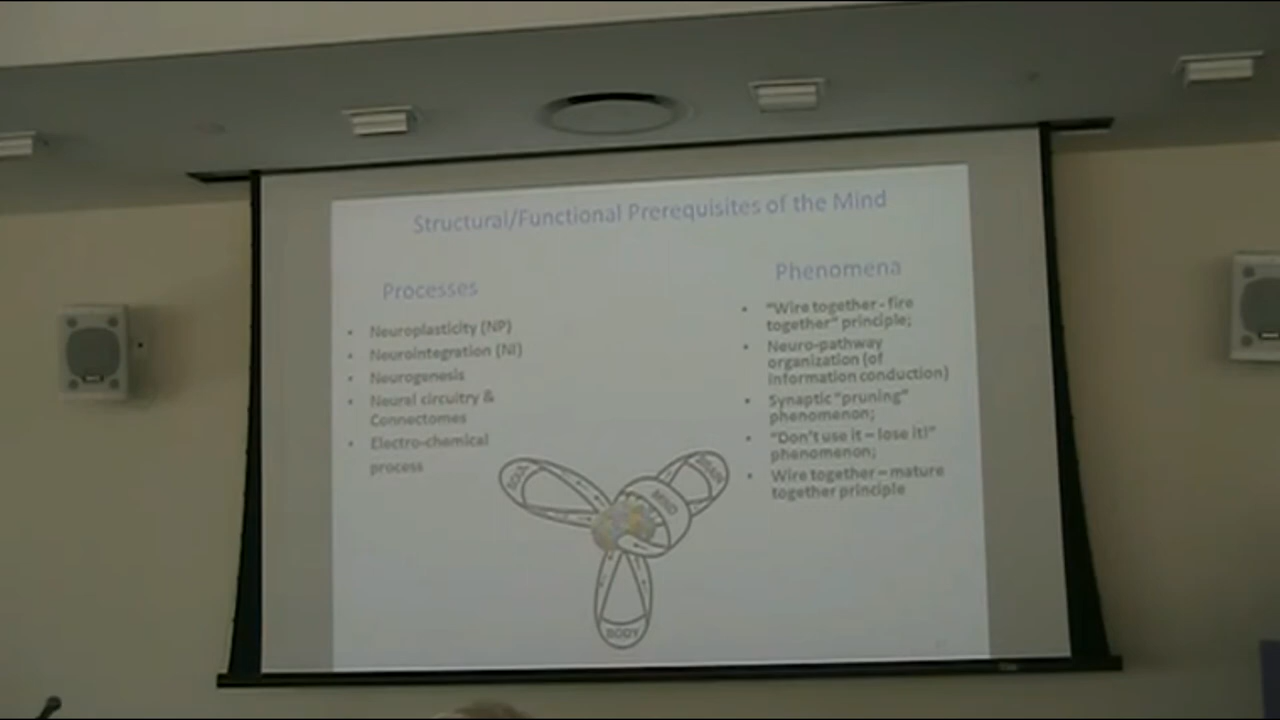 Structural/Functional Prerequisites of the Mind
Processes
• Neuroplasticity (NP)
• Neurointegration (NI)
• Neurogenesis
• Neural circuitry &
Connectomes
• Electro-chemical
process
Phenomena
• "Wire together - fire
together" principle;
• Neuro-pathway
organization (of
information conduction)
• Synaptic "pruning"
phenomenon;
• "Don't use it – lose it!"
phenomenon;
• Wire together – mature
together principle
SOUL
MIND
BRAIN
BODY